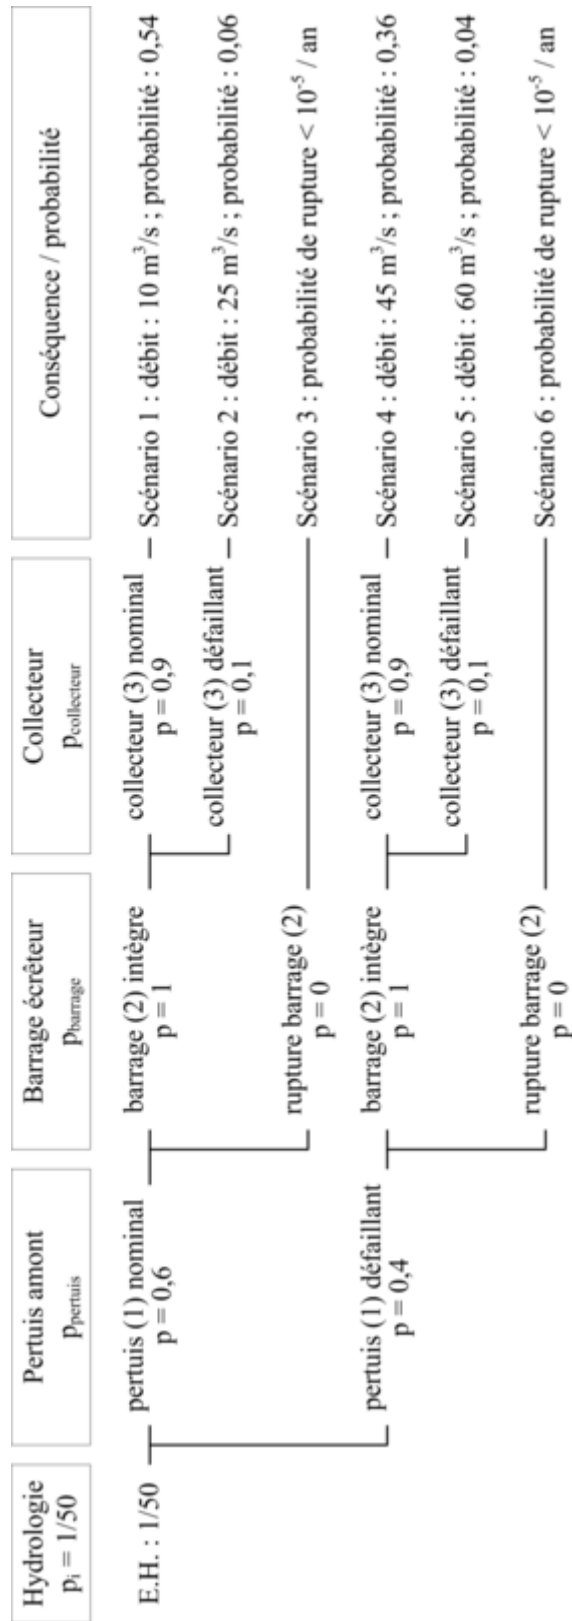 Hydrologie
pi = 1/50
Pertuis amont
ppertuis
Barrage écrêteur
pbarrage
Collecteur
pcollecteur
Conséquence / probabilité
E.H. : 1/50
pertuis (1) nominal
p = 0,6
barrage (2) intègre
p = 1
collecteur (3) nominal
p = 0,9
Scénario 1 : débit : 10 m³/s ; probabilité : 0,54
collecteur (3) défaillant
p = 0,1
Scénario 2 : débit : 25 m³/s ; probabilité : 0,06
rupture barrage (2)
p = 0
Scénario 3 : probabilité de rupture < 10⁻⁵ / an
pertuis (1) défaillant
p = 0,4
barrage (2) intègre
p = 1
collecteur (3) nominal
p = 0,9
Scénario 4 : débit : 45 m³/s ; probabilité : 0,36
collecteur (3) défaillant
p = 0,1
Scénario 5 : débit : 60 m³/s ; probabilité : 0,04
rupture barrage (2)
p = 0
Scénario 6 : probabilité de rupture < 10⁻⁵ / an